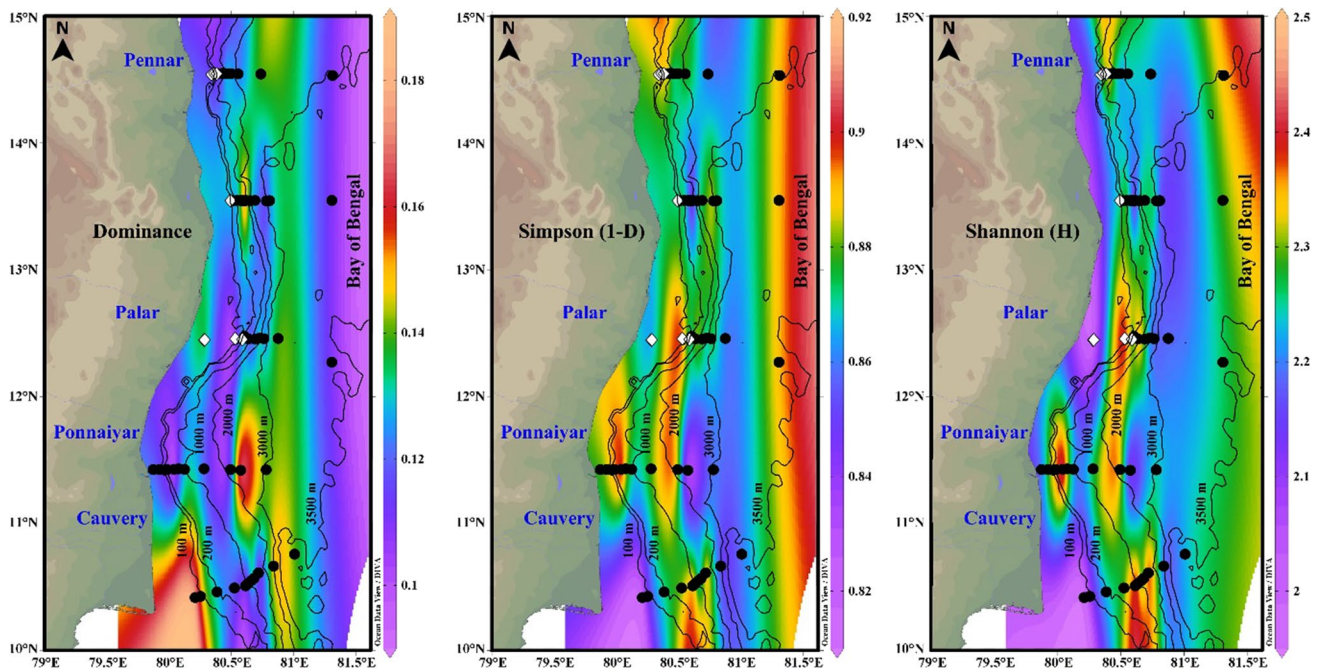 15°N
14°N
13°N
12°N
11°N
10°N
79°E
79.5°E
80°E
80.5°E
81°E
81.5°E
N
Pennar
Dominance
Bay of Bengal
Palar
Ponnaiyar
Cauvery
1000 m
2000 m
3000 m
3500 m
100 m
200 m
Ocean Data View / DIVA
0.18
0.16
0.14
0.12
0.1
15°N
14°N
13°N
12°N
11°N
10°N
79°E
79.5°E
80°E
80.5°E
81°E
81.5°E
N
Pennar
Simpson (1-D)
Bay of Bengal
Palar
Ponnaiyar
Cauvery
1000 m
2000 m
3000 m
3500 m
100 m
200 m
Ocean Data View / DIVA
0.92
0.9
0.88
0.86
0.84
0.82
15°N
14°N
13°N
12°N
11°N
10°N
79°E
79.5°E
80°E
80.5°E
81°E
81.5°E
N
Pennar
Shannon (H)
Bay of Bengal
Palar
Ponnaiyar
Cauvery
1000 m
2000 m
3000 m
3500 m
100 m
200 m
Ocean Data View / DIVA
2.5
2.4
2.3
2.2
2.1
2